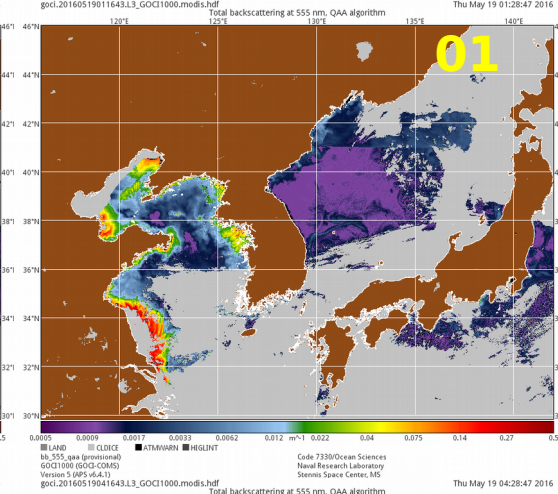 goci.20160519011643.L3_GOCI1000.modis.hdf Thu May 19 01:28:47 2016
Total backscattering at 555 nm, QAA algorithm
120°E 125°E 130°E 135°E 140°E
46°N
01
44°N
42°N
40°N
38°N
36°N
34°N
32°N
30°N
0.0005 0.0009 0.0017 0.0033 0.0062 0.012 m^-1 0.022 0.04 0.075 0.14 0.27 0.5
LAND CLDICE ATMWARN HIGLINT
bb_555_qaa (provisional) Code 7330/Ocean Sciences
GOCI1000 (GOCI-COMS) Naval Research Laboratory
Version 5 (APS v6.4.1) Stennis Space Center, MS
goci.20160519041643.L3_GOCI1000.modis.hdf Thu May 19 04:28:47 2016
Total backscattering at 555 nm, QAA algorithm